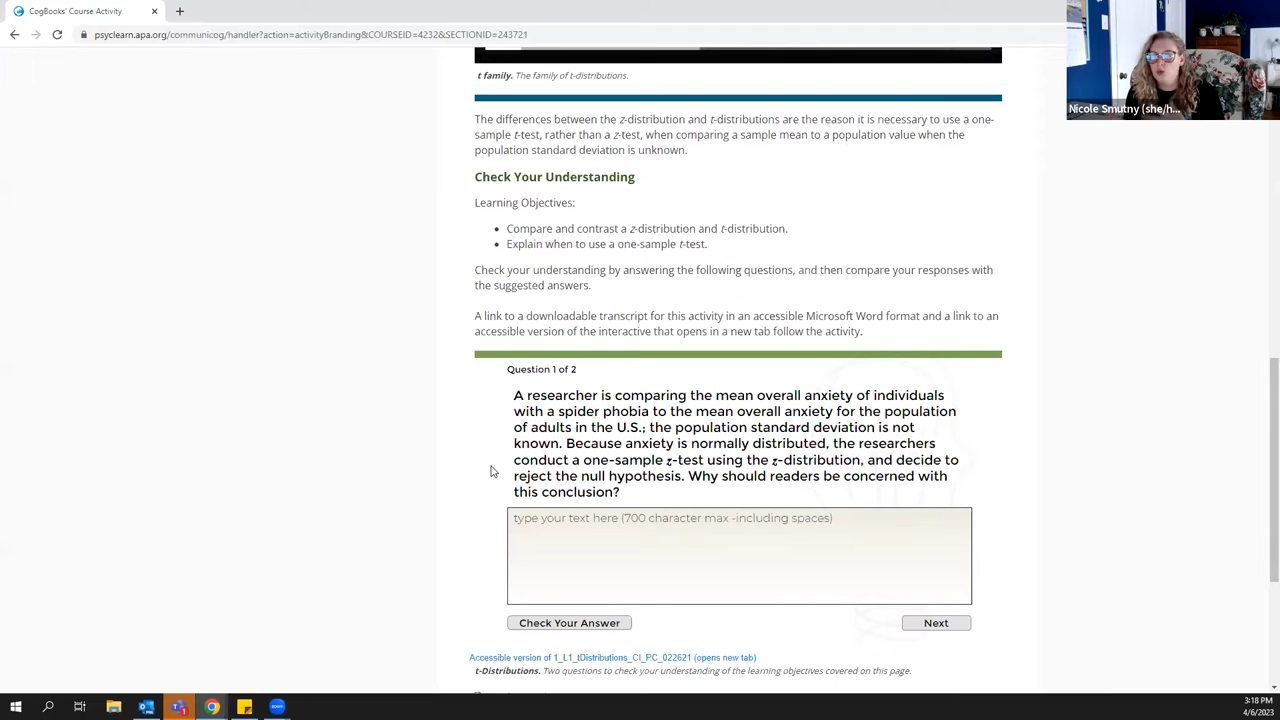 CogBooks' Course Activity
psyclearn.apa.org/communicog/handler?action=activityBranding&COURSEID=4232&SECTIONID=243721
Nicole Smutny (she/h...
t family. The family of t-distributions.
The differences between the z-distribution and t-distributions are the reason it is necessary to use a one-
sample t-test, rather than a z-test, when comparing a sample mean to a population value when the
population standard deviation is unknown.
Check Your Understanding
Learning Objectives:
• Compare and contrast a z-distribution and t-distribution.
• Explain when to use a one-sample t-test.
Check your understanding by answering the following questions, and then compare your responses with
the suggested answers.
A link to a downloadable transcript for this activity in an accessible Microsoft Word format and a link to an
accessible version of the interactive that opens in a new tab follow the activity.
Question 1 of 2
A researcher is comparing the mean overall anxiety of individuals
with a spider phobia to the mean overall anxiety for the population
of adults in the U.S.; the population standard deviation is not
known. Because anxiety is normally distributed, the researchers
conduct a one-sample z-test using the z-distribution, and decide to
reject the null hypothesis. Why should readers be concerned with
this conclusion?
type your text here (700 character max -including spaces)
Check Your Answer
Next
Accessible version of 1_L1_tDistributions_CI_PC_022621 (opens new tab)
t-Distributions. Two questions to check your understanding of the learning objectives covered on this page.
3:18 PM
4/6/2023